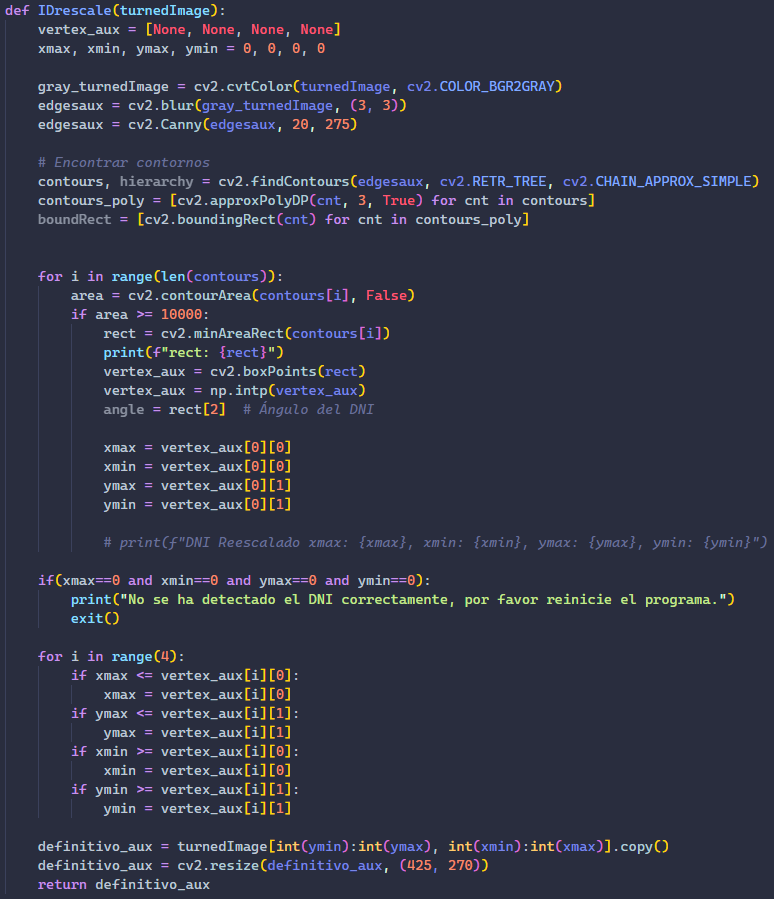 def IDrescale(turnedImage):
    vertex_aux = [None, None, None, None]
    xmax, xmin, ymax, ymin = 0, 0, 0, 0

    gray_turnedImage = cv2.cvtColor(turnedImage, cv2.COLOR_BGR2GRAY)
    edgesaux = cv2.blur(gray_turnedImage, (3, 3))
    edgesaux = cv2.Canny(edgesaux, 20, 275)

    # Encontrar contornos
    contours, hierarchy = cv2.findContours(edgesaux, cv2.RETR_TREE, cv2.CHAIN_APPROX_SIMPLE)
    contours_poly = [cv2.approxPolyDP(cnt, 3, True) for cnt in contours]
    boundRect = [cv2.boundingRect(cnt) for cnt in contours_poly]


    for i in range(len(contours)):
        area = cv2.contourArea(contours[i], False)
        if area >= 10000:
            rect = cv2.minAreaRect(contours[i])
            print(f"rect: {rect}")
            vertex_aux = cv2.boxPoints(rect)
            vertex_aux = np.intp(vertex_aux)
            angle = rect[2]  # Ángulo del DNI

            xmax = vertex_aux[0][0]
            xmin = vertex_aux[0][0]
            ymax = vertex_aux[0][1]
            ymin = vertex_aux[0][1]

            # print(f"DNI Reescalado xmax: {xmax}, xmin: {xmin}, ymax: {ymax}, ymin: {ymin}")

    if(xmax==0 and xmin==0 and ymax==0 and ymin==0):
        print("No se ha detectado el DNI correctamente, por favor reinicie el programa.")
        exit()

    for i in range(4):
        if xmax <= vertex_aux[i][0]:
            xmax = vertex_aux[i][0]
        if ymax <= vertex_aux[i][1]:
            ymax = vertex_aux[i][1]
        if xmin >= vertex_aux[i][0]:
            xmin = vertex_aux[i][0]
        if ymin >= vertex_aux[i][1]:
            ymin = vertex_aux[i][1]

    definitivo_aux = turnedImage[int(ymin):int(ymax), int(xmin):int(xmax)].copy()
    definitivo_aux = cv2.resize(definitivo_aux, (425, 270))
    return definitivo_aux